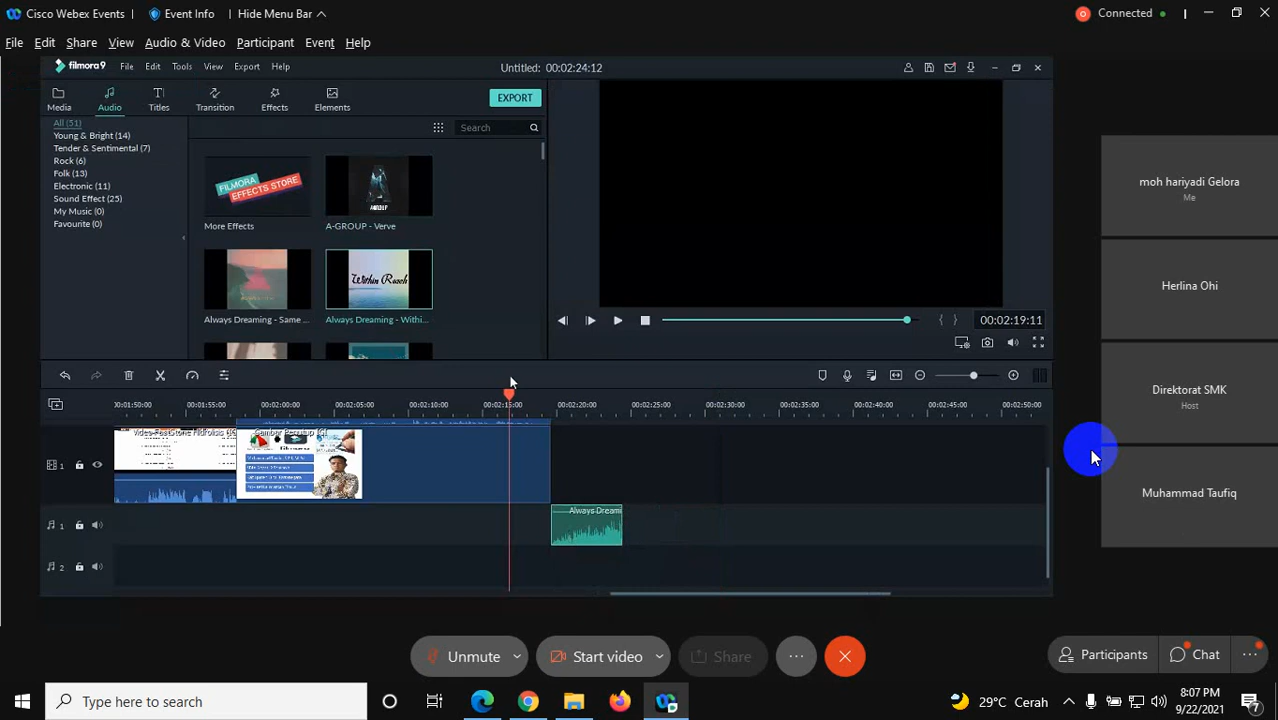 Cisco Webex Events Event Info Hide Menu Bar Connected
File Edit Share View Audio & Video Participant Event Help
filmora9 File Edit Tools View Export Help Untitled: 00:02:24:12
Media Audio Titles Transition Effects Elements EXPORT
All (51)
Young & Bright (14)
Tender & Sentimental (7)
Rock (6)
Folk (13)
Electronic (11)
Sound Effect (25)
My Music (0)
Favourite (0)
Search
FILMORA EFFECTS STORE
More Effects
A-GROUP - Verve
Within Reach
Always Dreaming - Same ...
Always Dreaming - Withi...
00:02:19:11
moh hariyadi Gelora
Me
Herlina Ohi
Direktorat SMK
Host
Muhammad Taufiq
00:01:50:00 00:01:55:00 00:02:00:00 00:02:05:00 00:02:10:00 00:02:15:00 00:02:20:00 00:02:25:00 00:02:30:00 00:02:35:00 00:02:40:00 00:02:45:00 00:02:50:00
Gambar Penutup
1
Always Dreami
1
2
Unmute Start video Share Participants Chat
Type here to search
29°C Cerah
8:07 PM
9/22/2021
7